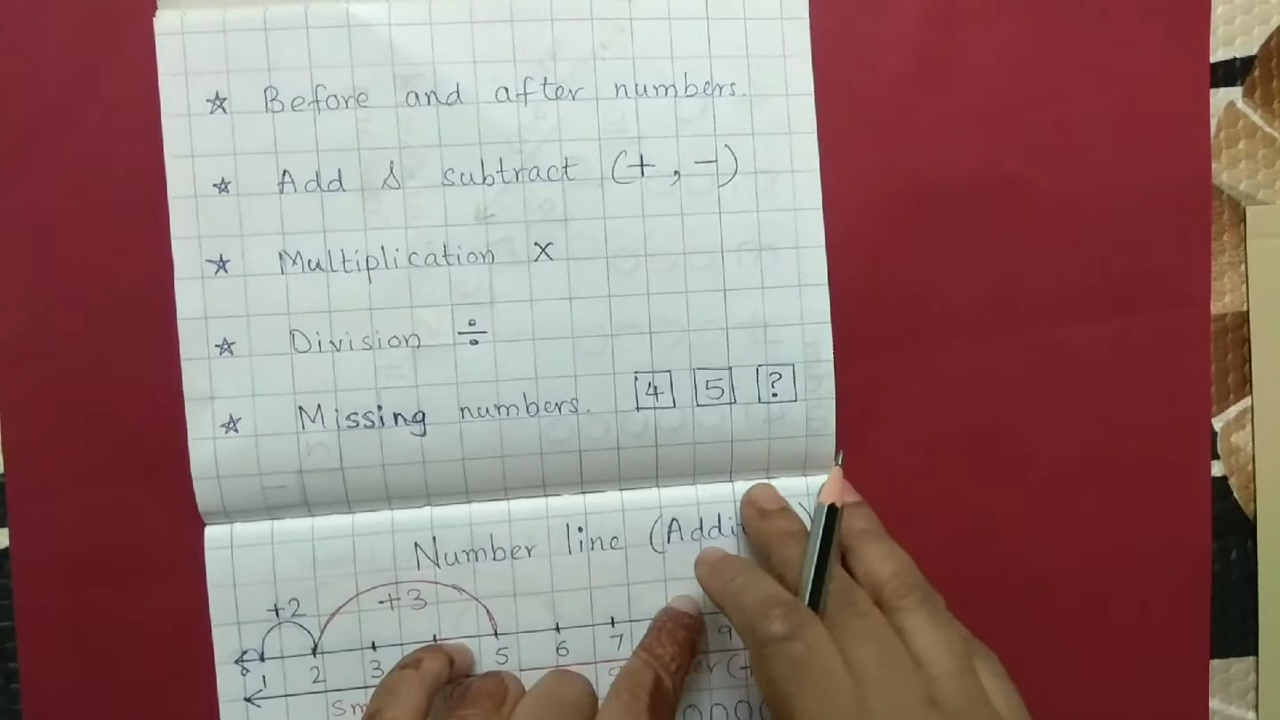 ☆ Before and after numbers.
☆ Add & subtract (+, -)
☆ Multiplication ×
☆ Division ÷
☆ Missing numbers. 4 5 ?
Number line
+2 +3
1 2 3 5 6 7 9